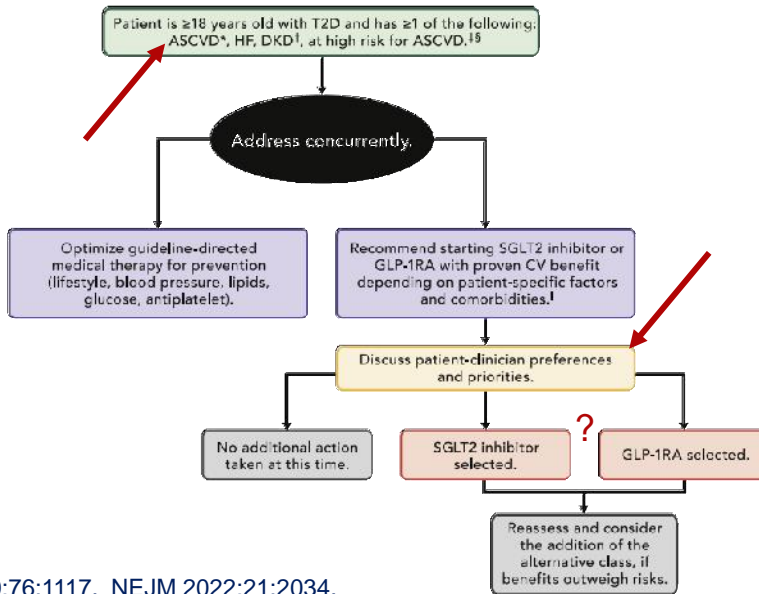 Patient is ≥18 years old with T2D and has ≥1 of the following:
ASCVD*, HF, DKD†, at high risk for ASCVD.‡§
Address concurrently.
Optimize guideline-directed
medical therapy for prevention
(lifestyle, blood pressure, lipids,
glucose, antiplatelet).
Recommend starting SGLT2 inhibitor or
GLP-1RA with proven CV benefit
depending on patient-specific factors
and comorbidities.
Discuss patient-clinician preferences
and priorities.
No additional action
taken at this time.
SGLT2 inhibitor
selected.
?
GLP-1RA selected.
Reassess and consider
the addition of the
alternative class, if
benefits outweigh risks.
;76:1117. NEJM 2022:21:2034.